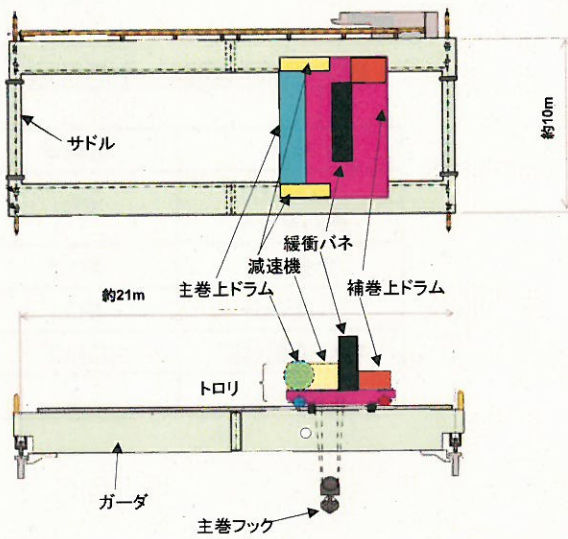 サドル
約10m
緩衝バネ
減速機
主巻上ドラム
補巻上ドラム
約21m
トロリ
ガーダ
主巻フック